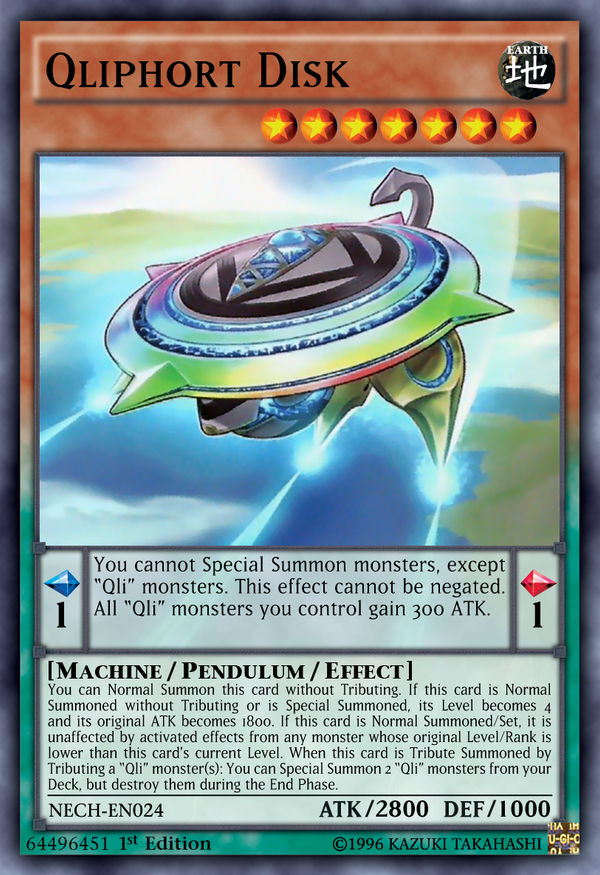 Qliphort Disk
EARTH
地
You cannot Special Summon monsters, except
"Qli" monsters. This effect cannot be negated.
All "Qli" monsters you control gain 300 ATK.
1
1
[Machine / Pendulum / Effect]
You can Normal Summon this card without Tributing. If this card is Normal
Summoned without Tributing or is Special Summoned, its Level becomes 4
and its original ATK becomes 1800. If this card is Normal Summoned/Set, it is
unaffected by activated effects from any monster whose original Level/Rank is
lower than this card's current Level. When this card is Tribute Summoned by
Tributing a "Qli" monster(s): You can Special Summon 2 "Qli" monsters from your
Deck, but destroy them during the End Phase.
NECH-EN024 ATK/2800 DEF/1000
64496451 1st Edition ©1996 KAZUKI TAKAHASHI